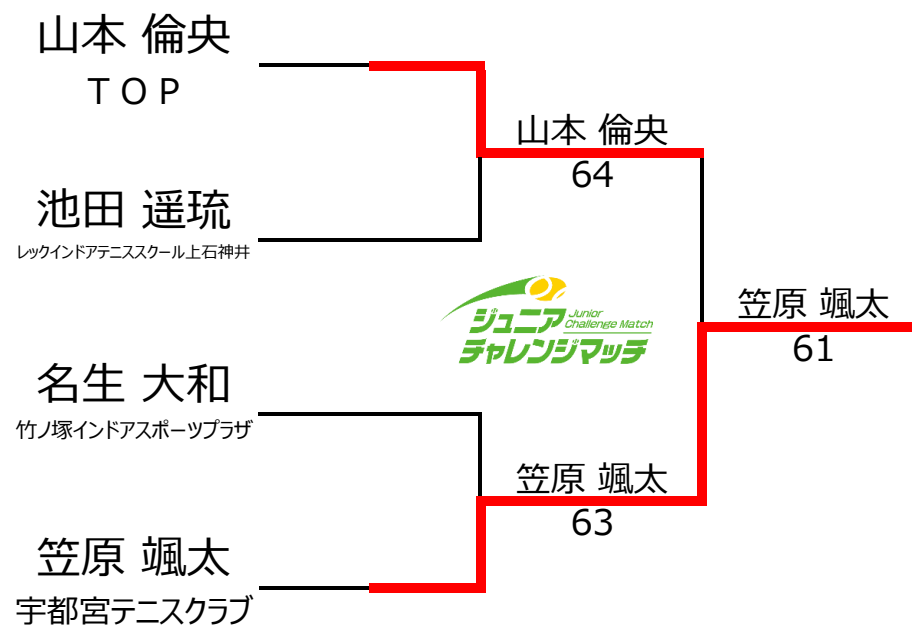 山本 倫央
TOP
山本 倫央
64
池田 遥琉
レックインドアテニススクール上石神井
笠原 颯太
61
ジュニア
Junior
Challenge Match
チャレンジマッチ
名生 大和
竹ノ塚インドアスポーツプラザ
笠原 颯太
63
笠原 颯太
宇都宮テニスクラブ